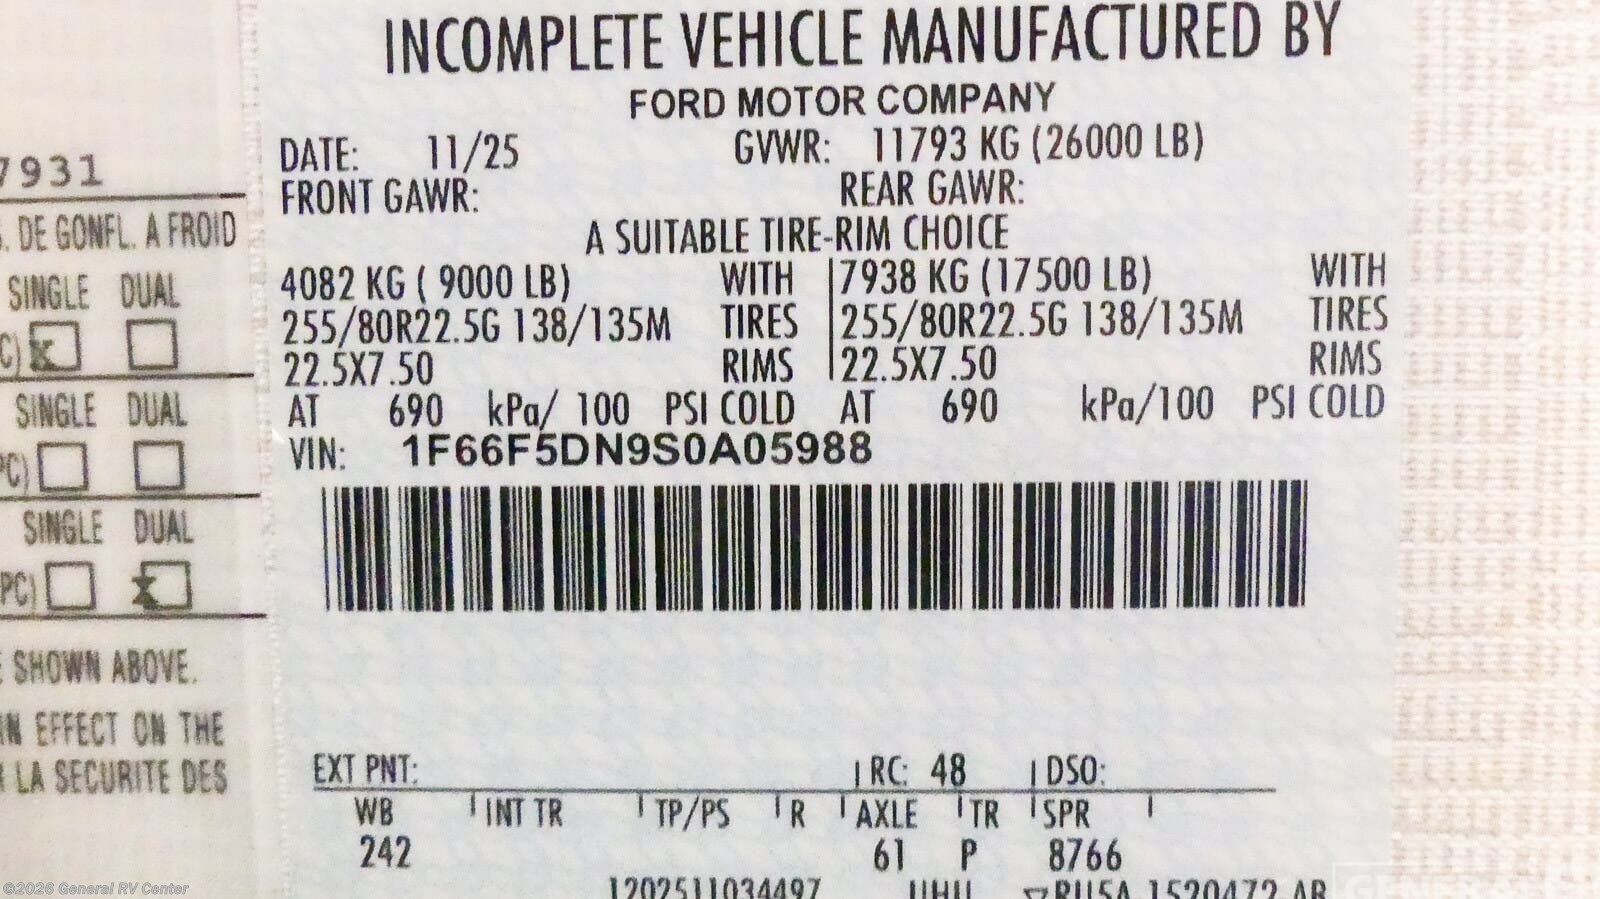 INCOMPLETE VEHICLE MANUFACTURED BY
FORD MOTOR COMPANY
DATE: 11/25 GVWR: 11793 KG (26000 LB)
FRONT GAWR: REAR GAWR:
A SUITABLE TIRE-RIM CHOICE
4082 KG ( 9000 LB) WITH 7938 KG (17500 LB) WITH
255/80R22.5G 138/135M TIRES 255/80R22.5G 138/135M TIRES
22.5X7.50 RIMS 22.5X7.50 RIMS
AT 690 kPa/ 100 PSI COLD AT 690 kPa/100 PSI COLD
VIN: 1F66F5DN9S0A05988
EXT PNT: RC: 48 DSO:
WB INT TR TP/PS R AXLE TR SPR
242 61 P 8766
1202511034497
7931
. DE GONFL. A FROID
SINGLE DUAL
C) X
SINGLE DUAL
PC)
SINGLE DUAL
PC) X
SHOWN ABOVE.
IN EFFECT ON THE
LA SECURITE DES
©2026 General RV Center